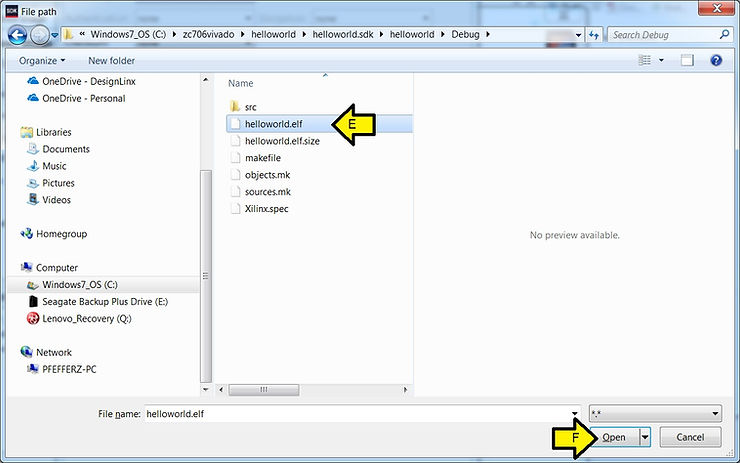 SDK File path
« Windows7_OS (C:) ▸ zc706vivado ▸ helloworld ▸ helloworld.sdk ▸ helloworld ▸ Debug ▸
Search Debug
Organize
New folder
OneDrive - DesignLinx
OneDrive - Personal
Libraries
Documents
Music
Pictures
Videos
Homegroup
Computer
Windows7_OS (C:)
Seagate Backup Plus Drive (E:)
Lenovo_Recovery (Q:)
Network
PFEFFERZ-PC
Name
src
helloworld.elf
E
helloworld.elf.size
makefile
objects.mk
sources.mk
Xilinx.spec
No preview available.
File name: helloworld.elf
*.*
F
Open
Cancel